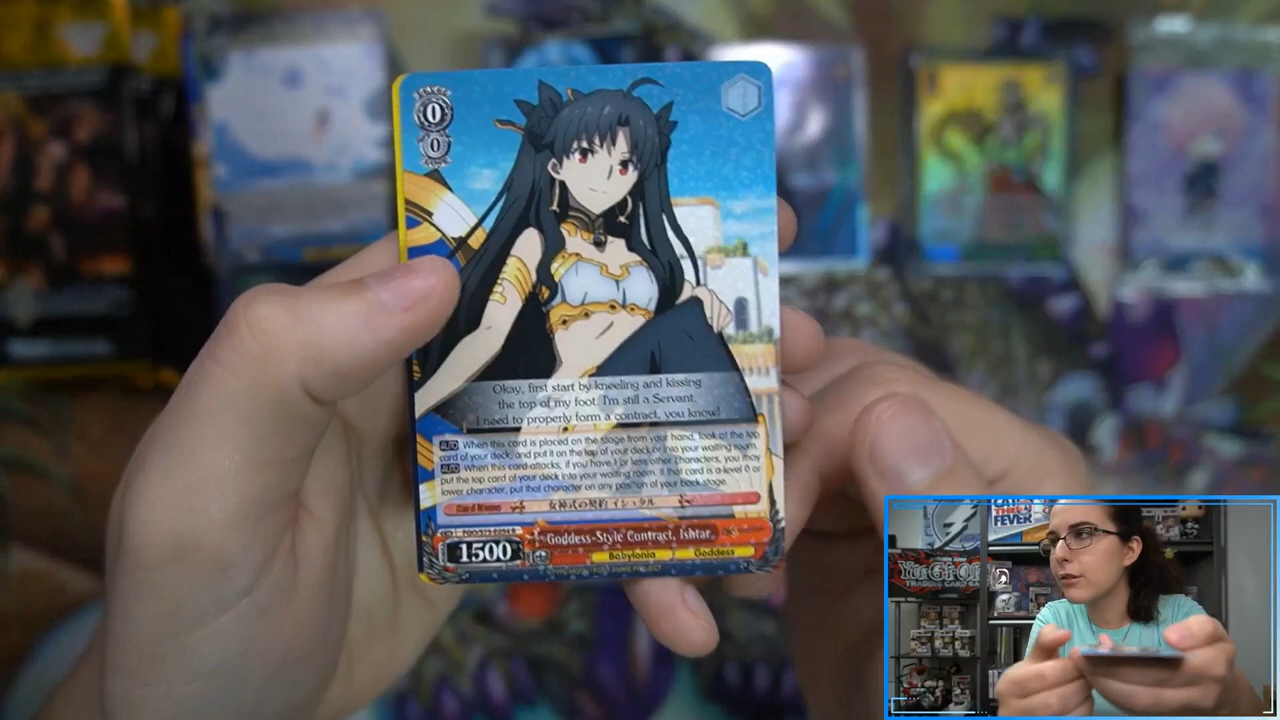 0
0
Okay, first start by kneeling and kissing
the top of my foot. I'm still a Servant.
I need to properly form a contract, you know!
AUTO When this card is placed on the stage from your hand, look at the top
card of your deck, and put it on the top of your deck or into your waiting room.
AUTO When this card attacks, if you have 1 or less other characters, you may
put the top card of your deck into your waiting room. If that card is a level 0 or
lower character, put that character on any position of your back stage.
Card Name 女神式の契約 イシュタル
Goddess-Style Contract, Ishtar
1500
Babylonia Goddess
FEVER
Yu-Gi-Oh
TRADING CARD GAME